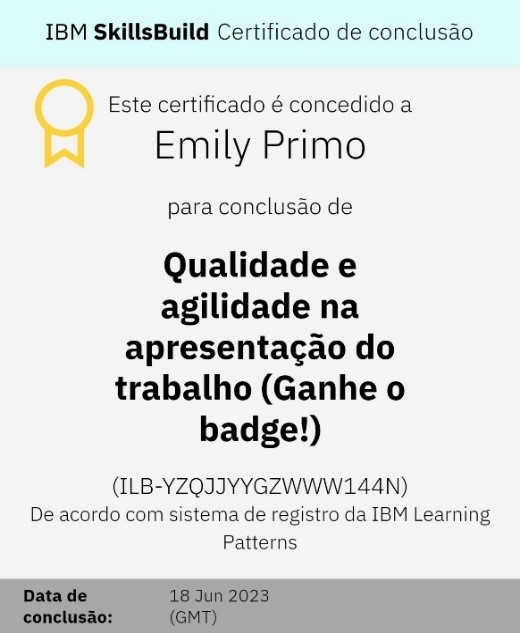 IBM SkillsBuild Certificado de conclusão
Este certificado é concedido a
Emily Primo
para conclusão de
Qualidade e
agilidade na
apresentação do
trabalho (Ganhe o
badge!)
(ILB-YZQJJYYGZWWW144N)
De acordo com sistema de registro da IBM Learning
Patterns
Data de 18 Jun 2023
conclusão: (GMT)